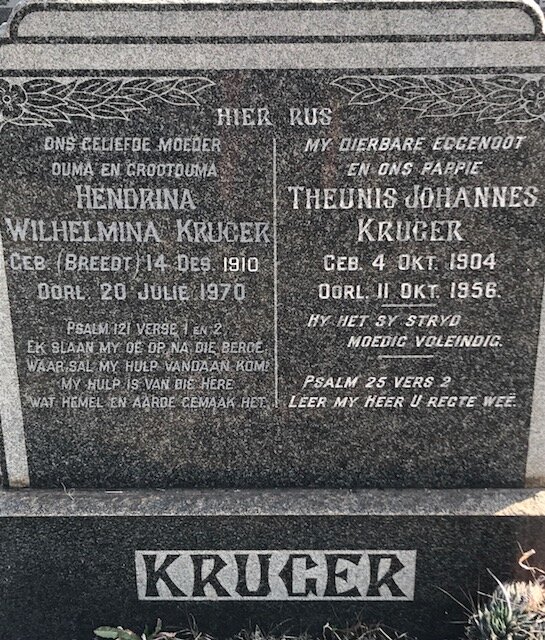 HIER RUS
ONS GELIEFDE MOEDER
OUMA EN GROOTOUMA
HENDRINA
WILHELMINA KRUGER
GEB. (BREEDT) 14 DES. 1910
OORL. 20 JULIE 1970
PSALM 121 VERSE 1 EN 2
EK SLAAN MY OË OP, NA DIE BERGE
WAAR SAL MY HULP VANDAAN KOM?
MY HULP IS VAN DIE HERE
WAT HEMEL EN AARDE GEMAAK HET.
MY DIERBARE EGGENOOT
EN ONS PAPPIE
THEUNIS JOHANNES
KRUGER
GEB. 4 OKT. 1904
OORL. 11 OKT. 1956.
HY HET SY STRYD
MOEDIG VOLEINDIG.
PSALM 25 VERS 2
LEER MY HEER U REGTE WEË.
KRUGER